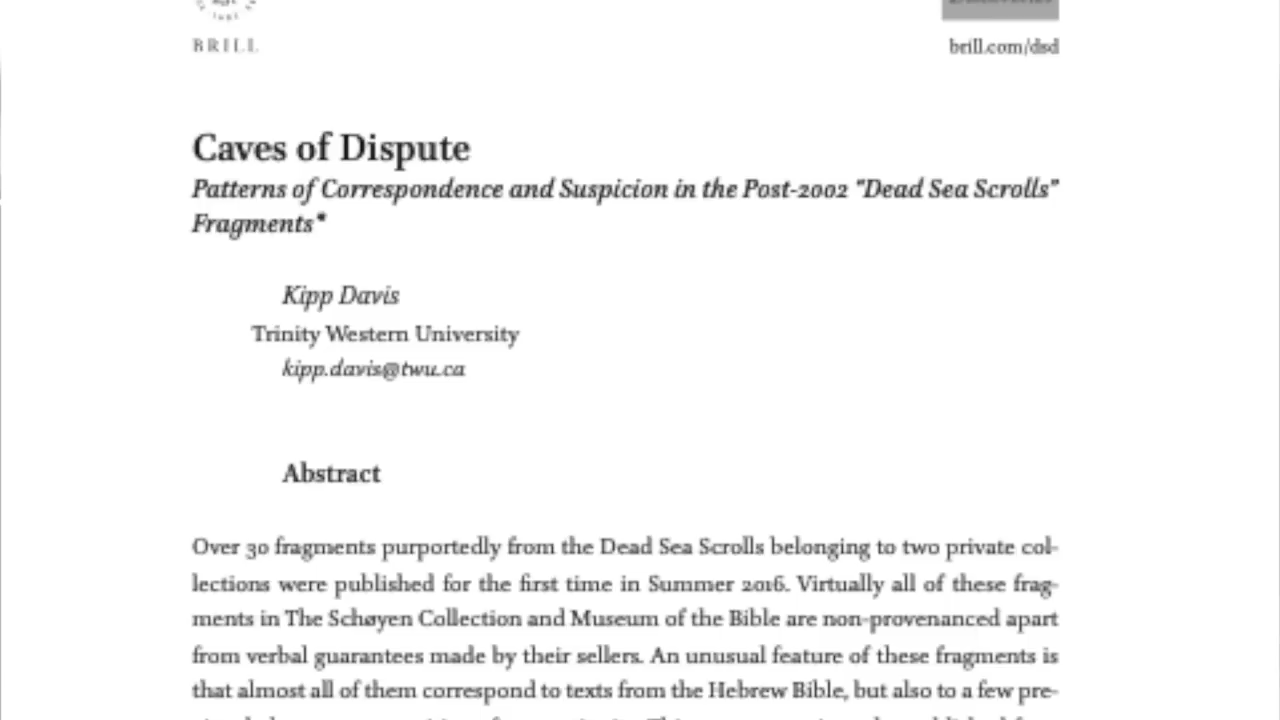 BRILL
brill.com/dsd
Caves of Dispute
Patterns of Correspondence and Suspicion in the Post-2002 “Dead Sea Scrolls”
Fragments*
Kipp Davis
Trinity Western University
kipp.davis@twu.ca
Abstract
Over 30 fragments purportedly from the Dead Sea Scrolls belonging to two private col-
lections were published for the first time in Summer 2016. Virtually all of these frag-
ments in The Schøyen Collection and Museum of the Bible are non-provenanced apart
from verbal guarantees made by their sellers. An unusual feature of these fragments is
that almost all of them correspond to texts from the Hebrew Bible, but also to a few pre-